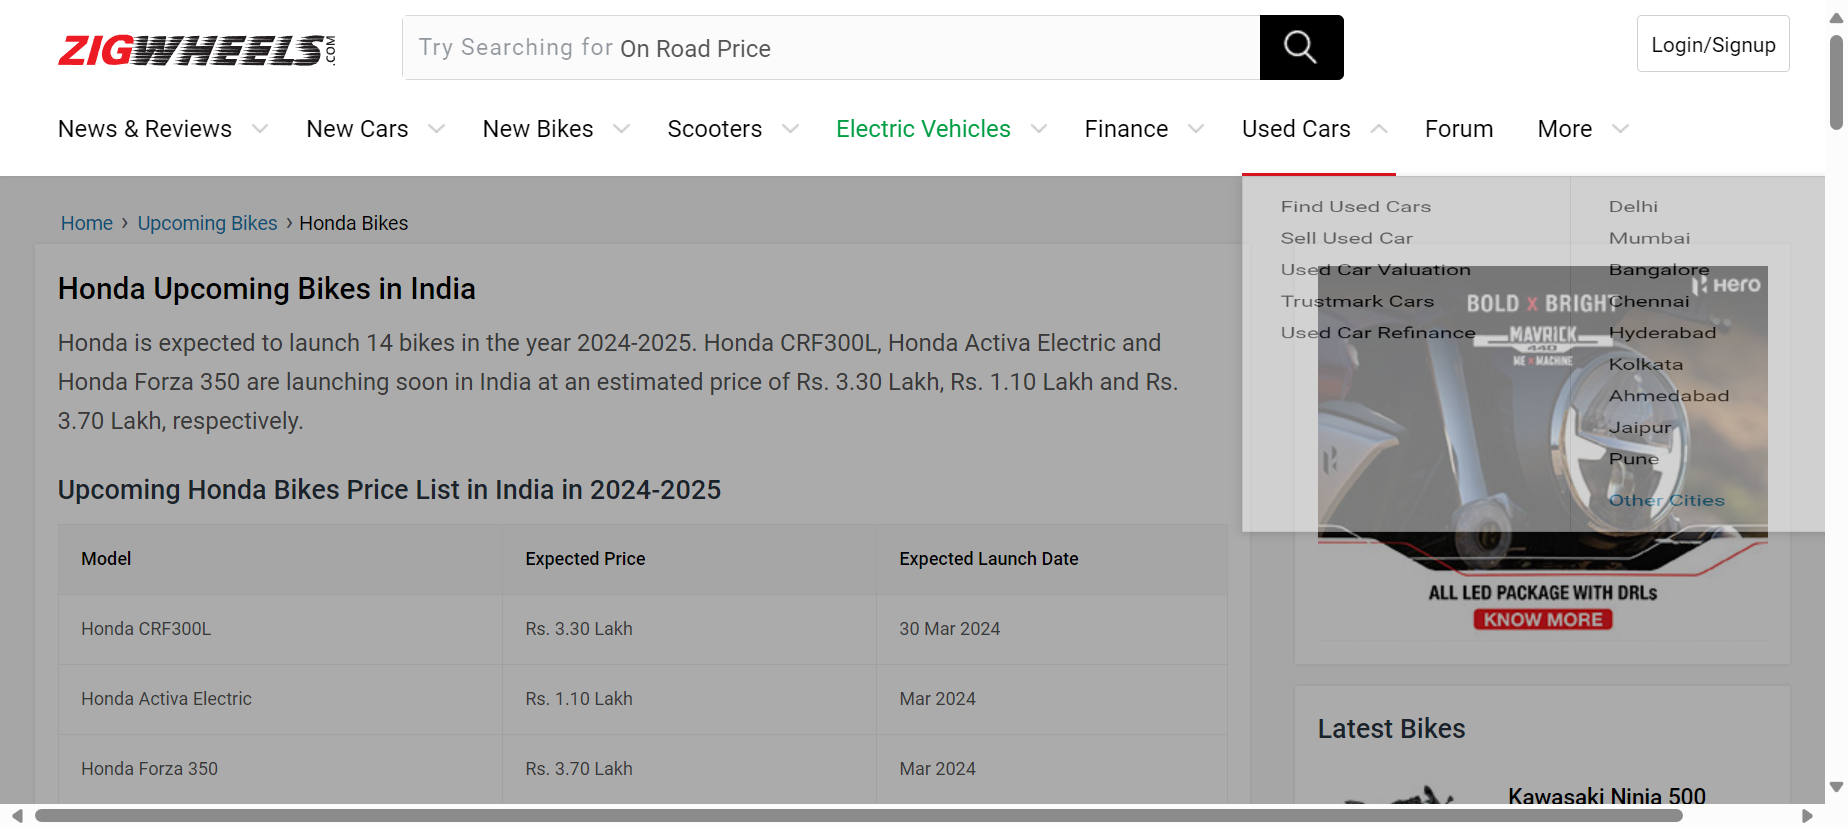 ZIGWHEELS.COM
Try Searching for On Road Price
Login/Signup
News & Reviews New Cars New Bikes Scooters Electric Vehicles Finance Used Cars Forum More
Home › Upcoming Bikes › Honda Bikes
Honda Upcoming Bikes in India
Honda is expected to launch 14 bikes in the year 2024-2025. Honda CRF300L, Honda Activa Electric and
Honda Forza 350 are launching soon in India at an estimated price of Rs. 3.30 Lakh, Rs. 1.10 Lakh and Rs.
3.70 Lakh, respectively.
Upcoming Honda Bikes Price List in India in 2024-2025
Model Expected Price Expected Launch Date
Honda CRF300L Rs. 3.30 Lakh 30 Mar 2024
Honda Activa Electric Rs. 1.10 Lakh Mar 2024
Honda Forza 350 Rs. 3.70 Lakh Mar 2024
Find Used Cars
Sell Used Car
Used Car Valuation
Trustmark Cars
Used Car Refinance
Delhi
Mumbai
Bangalore
Chennai
Hyderabad
Kolkata
Ahmedabad
Jaipur
Pune
Other Cities
Hero
BOLD X BRIGHT
MAVRICK
440
ME X MACHINE
ALL LED PACKAGE WITH DRLs
KNOW MORE
Latest Bikes
Kawasaki Ninja 500